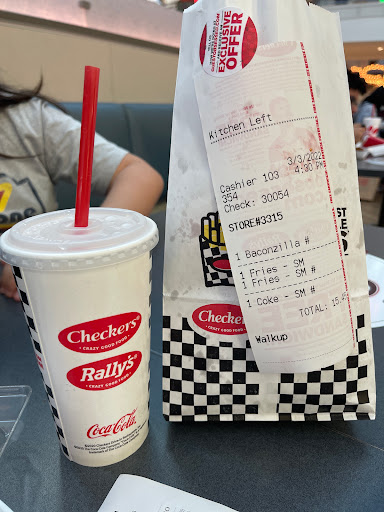 EXCLUSIVE
OFFER
Kitchen Left
3/3/2022
Cashier 103 4:30 PM
354
Check: 30054
STORE#3315
1 Baconzilla #
1 Fries - SM
1 Fries - SM #
1 Coke - SM #
TOTAL: 15.
Walkup
Checkers
Checkers®
• CRAZY GOOD FOOD •
Rally's®
• CRAZY GOOD FOOD •
Coca-Cola